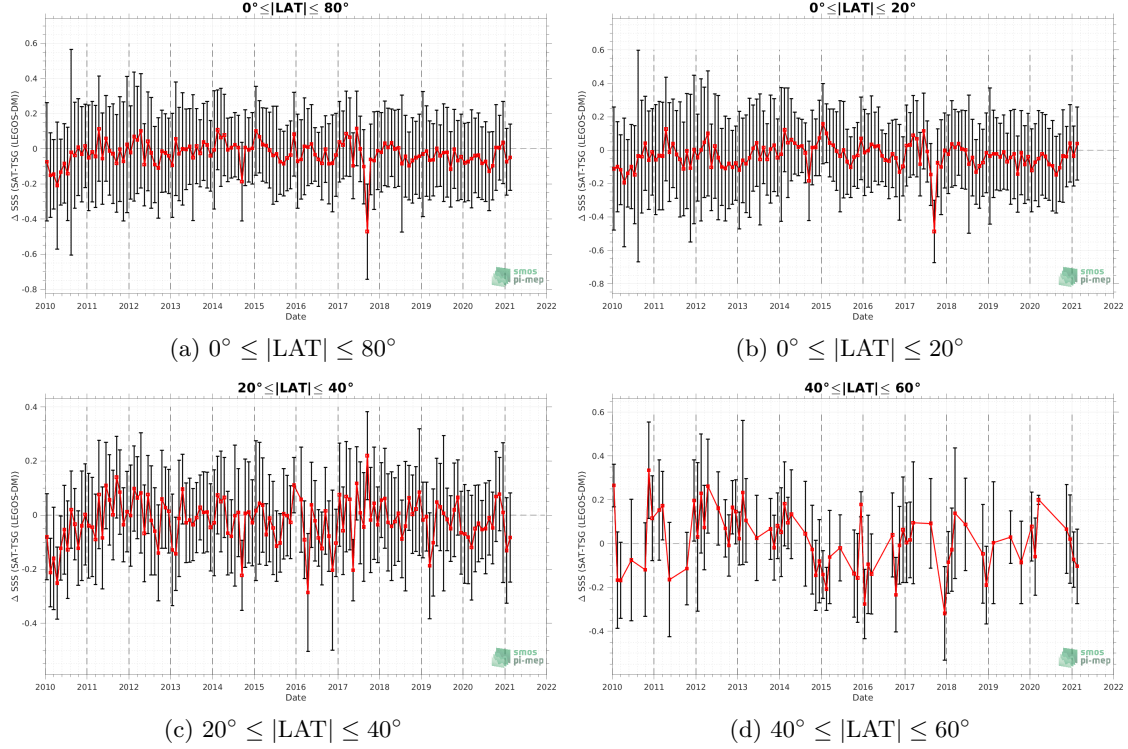 0°≤|LAT|≤ 80°
Δ SSS (SAT-TSG (LEGOS-DM))
0.6
0.4
0.2
0
-0.2
-0.4
-0.6
-0.8
2010 2011 2012 2013 2014 2015 2016 2017 2018 2019 2020 2021 2022
Date
smos
pi-mep
(a) 0° ≤ |LAT| ≤ 80°
0°≤|LAT|≤ 20°
Δ SSS (SAT-TSG (LEGOS-DM))
0.6
0.4
0.2
0
-0.2
-0.4
-0.6
-0.8
2010 2011 2012 2013 2014 2015 2016 2017 2018 2019 2020 2021 2022
Date
smos
pi-mep
(b) 0° ≤ |LAT| ≤ 20°
20°≤|LAT|≤ 40°
Δ SSS (SAT-TSG (LEGOS-DM))
0.4
0.2
0
-0.2
-0.4
2010 2011 2012 2013 2014 2015 2016 2017 2018 2019 2020 2021 2022
Date
smos
pi-mep
(c) 20° ≤ |LAT| ≤ 40°
40°≤|LAT|≤ 60°
Δ SSS (SAT-TSG (LEGOS-DM))
0.6
0.4
0.2
0
-0.2
-0.4
2010 2011 2012 2013 2014 2015 2016 2017 2018 2019 2020 2021 2022
Date
smos
pi-mep
(d) 40° ≤ |LAT| ≤ 60°